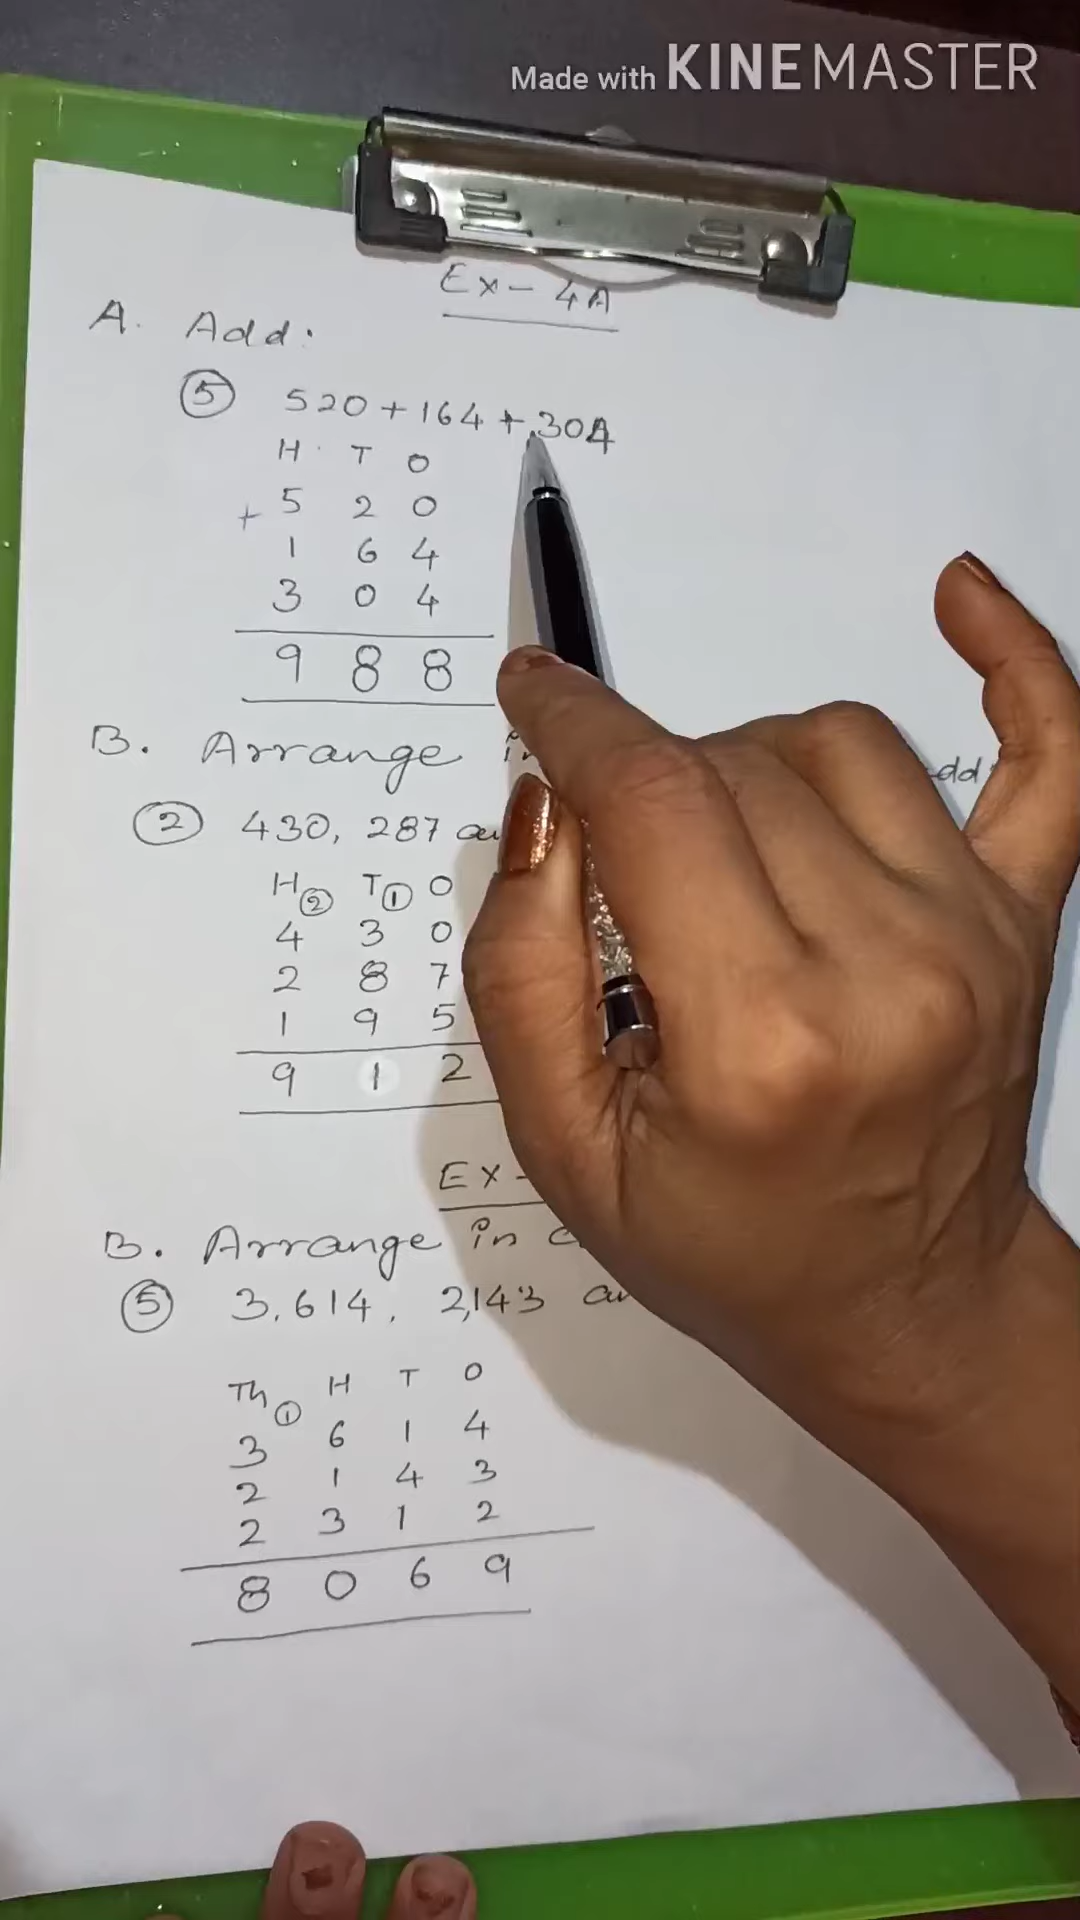 Made with KINEMASTER
Ex - 4A
A. Add:
⑤ 520 + 164 + 304
H T O
+ 5 2 0
1 6 4
3 0 4
9 8 8
B. Arrange in
② 430, 287
H ② T ① O
4 3 0
2 8 7
1 9 5
9 1 2
Ex -
B. Arrange in
⑤ 3,614, 2,143
Th ① H T O
3 6 1 4
2 1 4 3
2 3 1 2
8 0 6 9